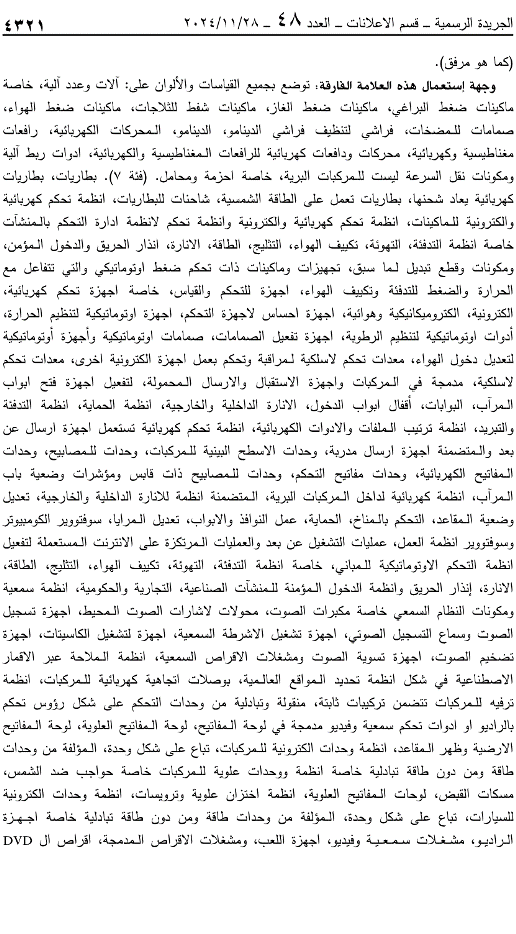 الجريدة الرسمية ــ قسم الاعلانات ــ العدد ٤٨ ــ ٢٠٢٤/١١/٢٨ ٤٣٢١
(كما هو مرفق).
وجهة إستعمال هذه العلامة الفارقة: توضع بجميع القياسات والألوان على: آلات وعدد آلية، خاصة
ماكينات ضغط البراغي، ماكينات ضغط الغاز، ماكينات شفط للثلاجات، ماكينات ضغط الهواء،
صمامات للمضخات، فراشي لتنظيف فراشي الدينامو، الدينامو، المحركات الكهربائية، رافعات
مغناطيسية وكهربائية، محركات ودافعات كهربائية للرافعات المغناطيسية والكهربائية، ادوات ربط آلية
ومكونات نقل السرعة ليست للمركبات البرية، خاصة احزمة ومحامل. (فئة ٧). بطاريات، بطاريات
كهربائية يعاد شحنها، بطاريات تعمل على الطاقة الشمسية، شاحنات للبطاريات، انظمة تحكم كهربائية
والكترونية للماكينات، انظمة تحكم كهربائية والكترونية وانظمة تحكم لانظمة ادارة التحكم بالمنشآت
خاصة انظمة التدفئة، التهوئة، تكييف الهواء، التثليج، الطاقة، الانارة، انذار الحريق والدخول المؤمن،
ومكونات وقطع تبديل لما سبق، تجهيزات وماكينات ذات تحكم ضغط اوتوماتيكي والتي تتفاعل مع
الحرارة والضغط للتدفئة وتكييف الهواء، اجهزة للتحكم والقياس، خاصة اجهزة تحكم كهربائية،
الكترونية، الكتروميكانيكية وهوائية، اجهزة احساس لاجهزة التحكم، اجهزة اوتوماتيكية لتنظيم الحرارة،
أدوات اوتوماتيكية لتنظيم الرطوبة، اجهزة تفعيل الصمامات، صمامات اوتوماتيكية وأجهزة أوتوماتيكية
لتعديل دخول الهواء، معدات تحكم لاسلكية لمراقبة وتحكم بعمل اجهزة الكترونية اخرى، معدات تحكم
لاسلكية، مدمجة في المركبات واجهزة الاستقبال والارسال المحمولة، لتفعيل اجهزة فتح ابواب
المرآب، البوابات، أقفال ابواب الدخول، الانارة الداخلية والخارجية، انظمة الحماية، انظمة التدفئة
والتبريد، انظمة ترتيب الملفات والادوات الكهربائية، انظمة تحكم كهربائية تستعمل اجهزة ارسال عن
بعد والمتضمنة اجهزة ارسال مدربة، وحدات الاسطح البينية للمركبات، وحدات للمصابيح، وحدات
المفاتيح الكهربائية، وحدات مفاتيح التحكم، وحدات للمصابيح ذات قابس ومؤشرات وضعية باب
المرآب، انظمة كهربائية لداخل المركبات البرية، المتضمنة انظمة للانارة الداخلية والخارجية، تعديل
وضعية المقاعد، التحكم بالمناخ، الحماية، عمل النوافذ والابواب، تعديل المرايا، سوفتوور الكومبيوتر
وسوفتوور انظمة العمل، عمليات التشغيل عن بعد والعمليات المرتكزة على الانترنت المستعملة لتفعيل
انظمة التحكم الاوتوماتيكية للمباني، خاصة انظمة التدفئة، التهوئة، تكييف الهواء، التثليج، الطاقة،
الانارة، إنذار الحريق وانظمة الدخول المؤمنة للمنشآت الصناعية، التجارية والحكومية، انظمة سمعية
ومكونات النظام السمعي خاصة مكبرات الصوت، محولات لاشارات الصوت المحيط، اجهزة تسجيل
الصوت وسماع التسجيل الصوتي، اجهزة تشغيل الاشرطة السمعية، اجهزة لتشغيل الكاسيتات، اجهزة
تضخيم الصوت، اجهزة تسوية الصوت ومشغلات الاقراص السمعية، انظمة الملاحة عبر الاقمار
الاصطناعية في شكل انظمة تحديد المواقع العالمية، بوصلات اتجاهية كهربائية للمركبات، انظمة
ترفيه للمركبات تتضمن تركيبات ثابتة، منقولة وتبادلية من وحدات التحكم على شكل رؤوس تحكم
بالراديو او ادوات تحكم سمعية وفيديو مدمجة في لوحة المفاتيح، لوحة المفاتيح العلوية، لوحة المفاتيح
الارضية وظهر المقاعد، انظمة وحدات الكترونية للمركبات، تباع على شكل وحدة، المؤلفة من وحدات
طاقة ومن دون طاقة تبادلية خاصة انظمة ووحدات علوية للمركبات خاصة حواجب ضد الشمس،
مسكات القبض، لوحات المفاتيح العلوية، انظمة اختزان علوية وترويسات، انظمة وحدات الكترونية
للسيارات، تباع على شكل وحدة، المؤلفة من وحدات طاقة ومن دون طاقة تبادلية خاصة اجهزة
الراديو، مشغلات سمعية وفيديو، اجهزة اللعب، ومشغلات الاقراص المدمجة، اقراص ال DVD